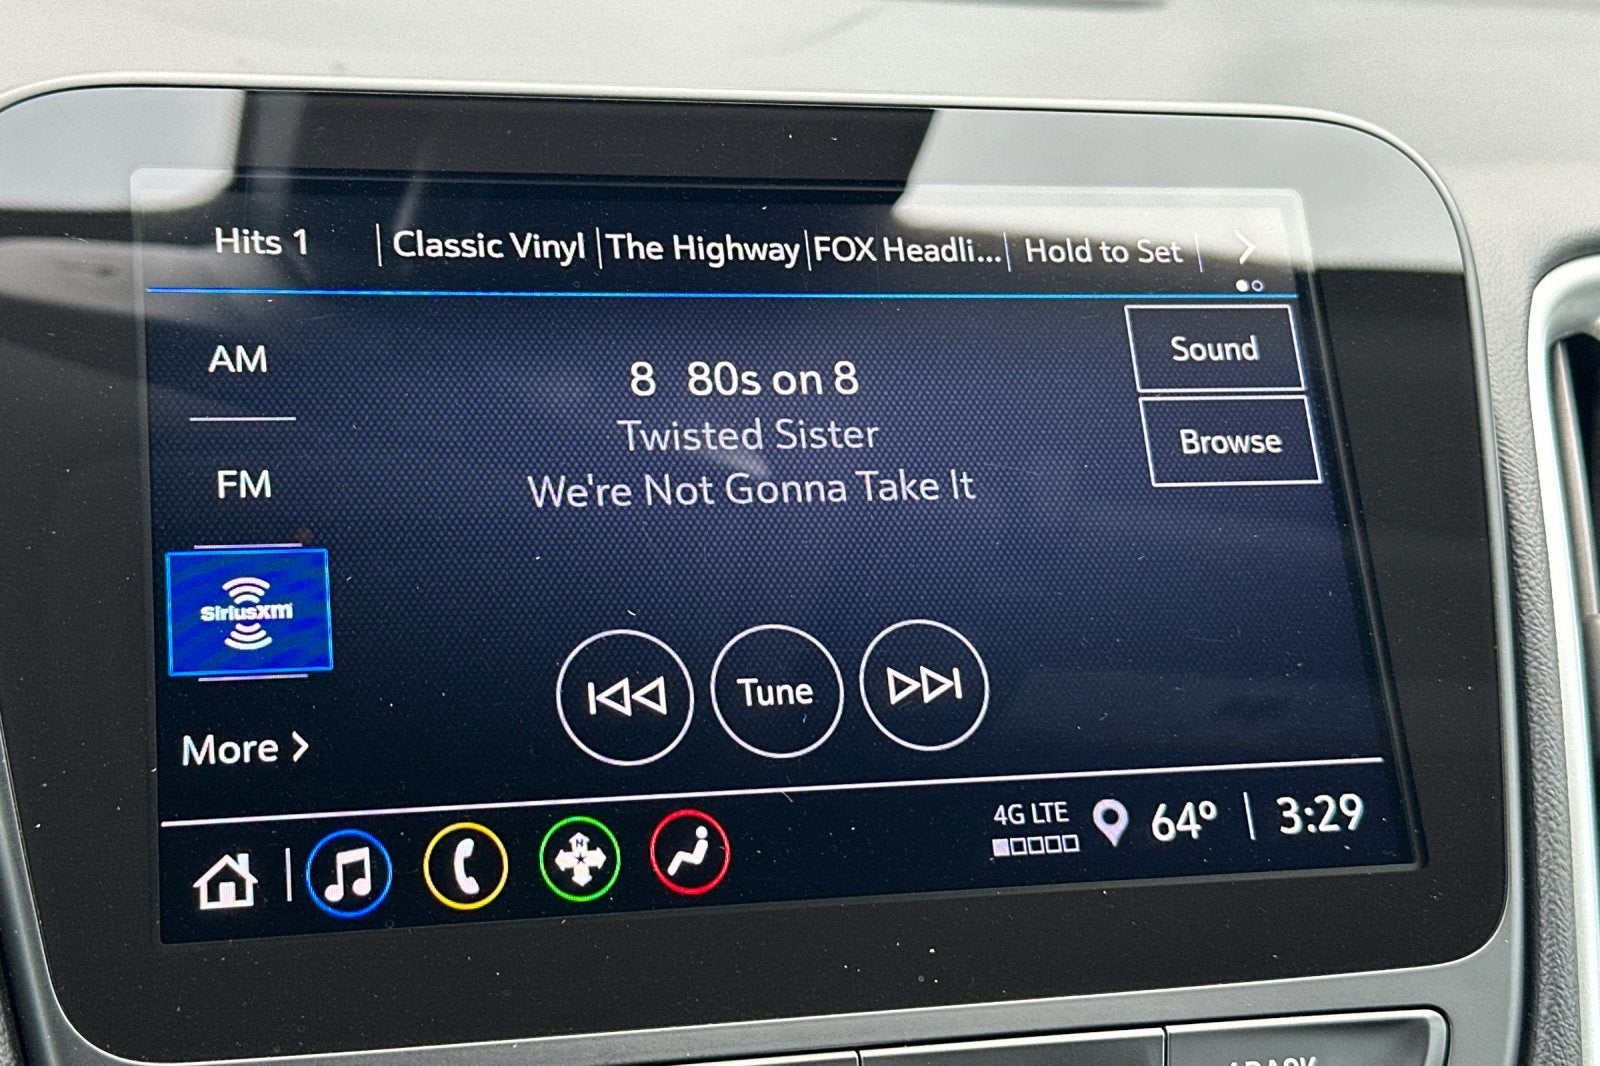 Hits 1 Classic Vinyl The Highway FOX Headli... Hold to Set
Sound
AM
8 80s on 8
Twisted Sister
Browse
FM
We're Not Gonna Take It
SiriusXM
Tune
More
4G LTE 64° 3:29
N